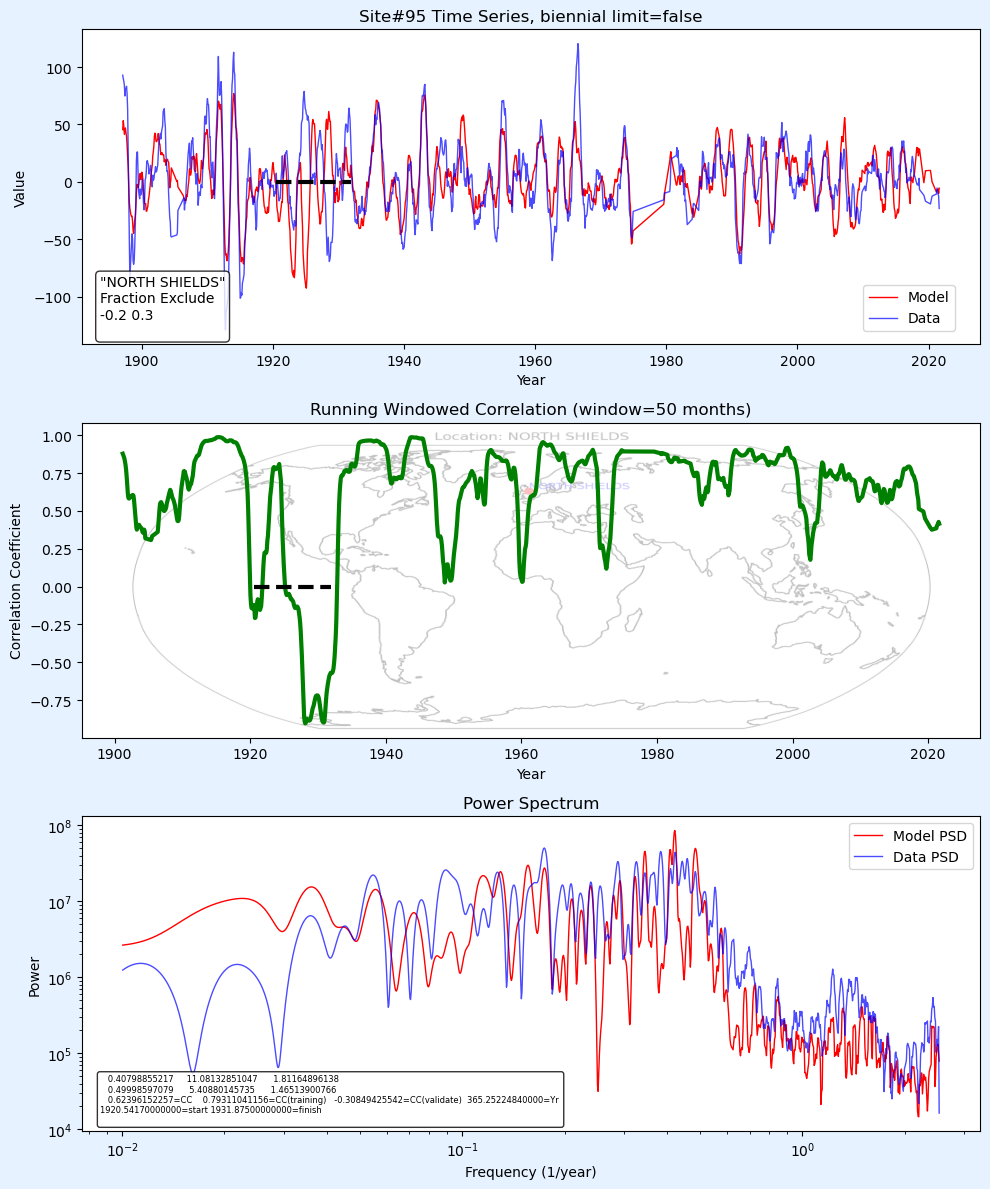 Site#95 Time Series, biennial limit=false
Value
100
50
0
−50
−100
"NORTH SHIELDS"
Fraction Exclude
-0.2 0.3
Model
Data
1900
1920
1940
1960
1980
2000
2020
Year
Running Windowed Correlation (window=50 months)
Correlation Coefficient
1.00
0.75
0.50
0.25
0.00
−0.25
−0.50
−0.75
Location: NORTH SHIELDS
NORTH SHIELDS
1900
1920
1940
1960
1980
2000
2020
Year
Power Spectrum
Power
10^8
10^7
10^6
10^5
10^4
Model PSD
Data PSD
0.40798855217 11.08132851047 1.81164896138
0.49998597079 5.40880145735 1.46513900766
0.62396152257=CC 0.79311041156=CC(training) -0.30849425542=CC(validate) 365.25224840000=Yr
1920.54170000000=start 1931.87500000000=finish
10^−2
10^−1
10^0
Frequency (1/year)